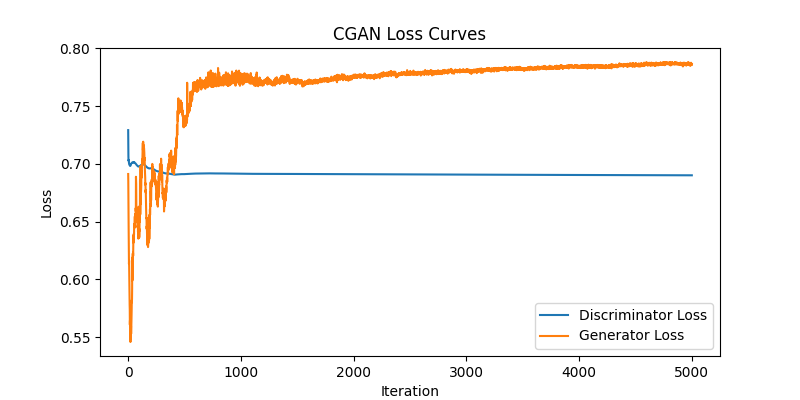 CGAN Loss Curves
0.80
0.75
0.70
0.65
0.60
0.55
Loss
0 1000 2000 3000 4000 5000
Iteration
Discriminator Loss
Generator Loss